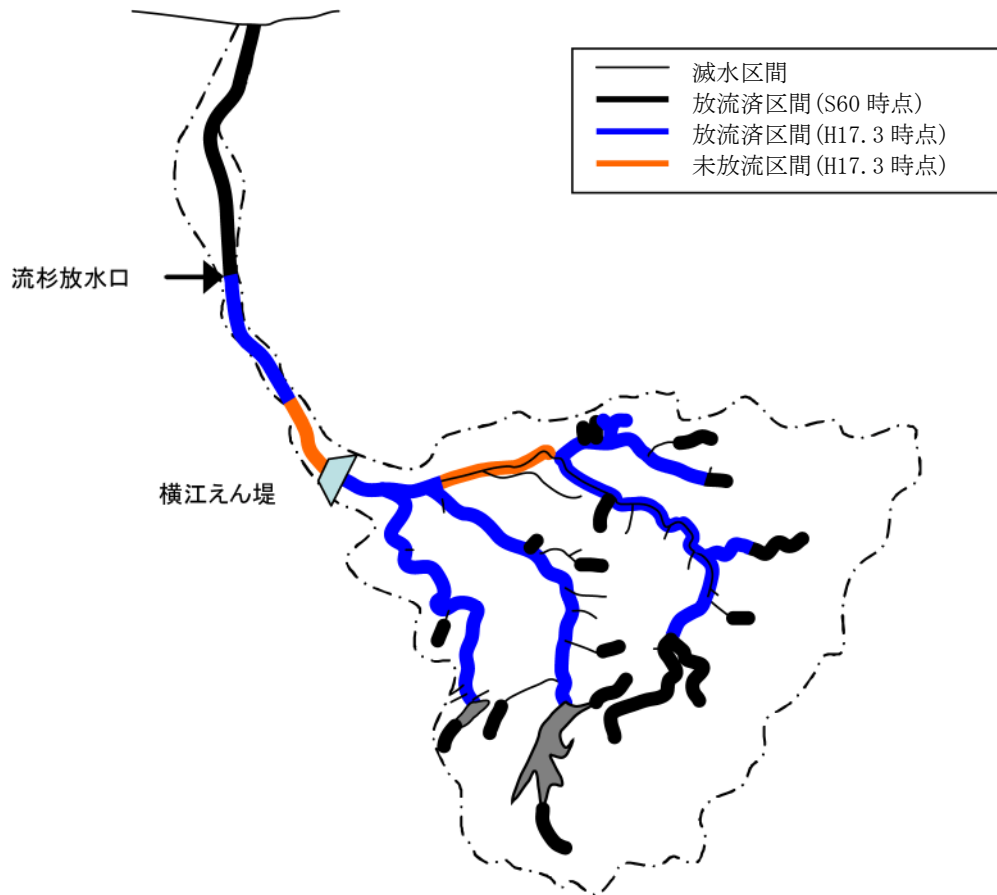 減水区間
放流済区間(S60 時点)
放流済区間(H17.3 時点)
未放流区間(H17.3 時点)
流杉放水口
横江えん堤